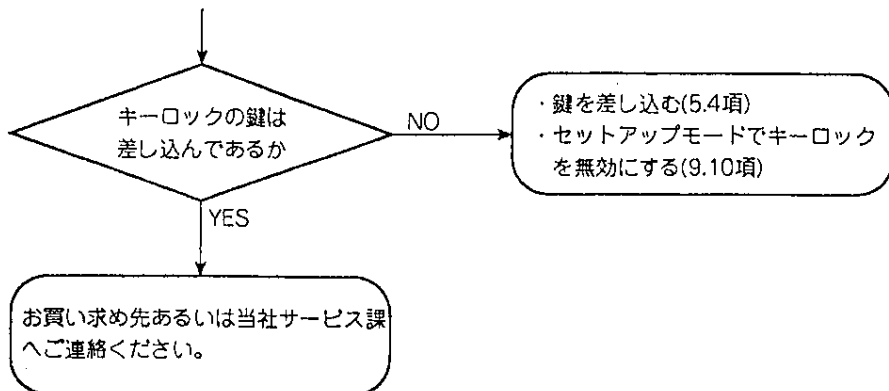 キーロックの鍵は
差し込んであるか
NO
・鍵を差し込む(5.4項)
・セットアップモードでキーロック
を無効にする(9.10項)
YES
お買い求め先あるいは当社サービス課
へご連絡ください。